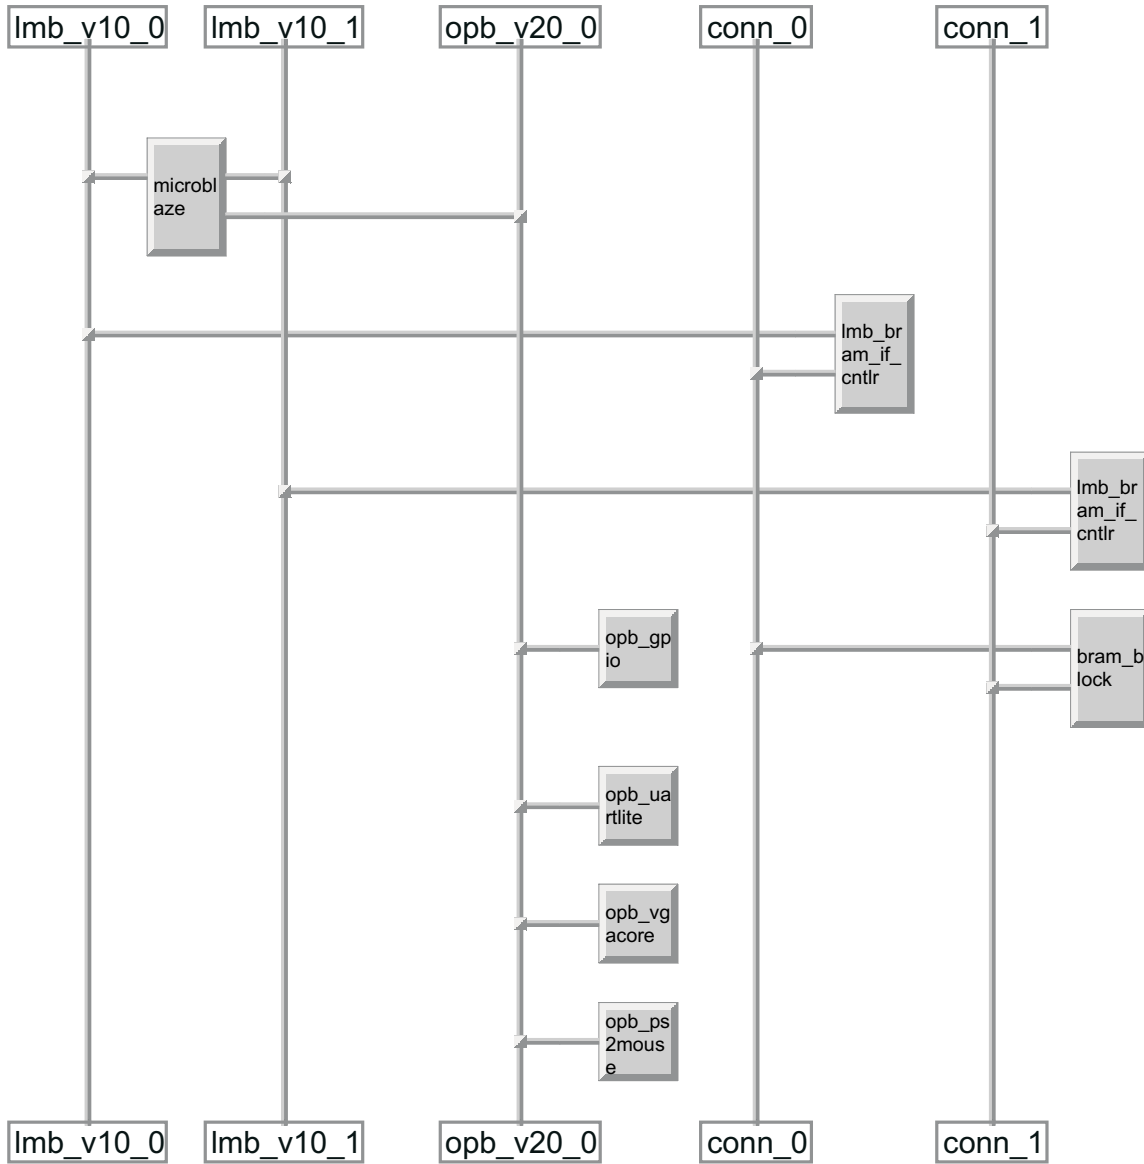 lmb_v10_0
lmb_v10_1
opb_v20_0
conn_0
conn_1
microbl
aze
lmb_br
am_if_
cntlr
lmb_br
am_if_
cntlr
opb_gp
io
bram_b
lock
opb_ua
rtlite
opb_vg
acore
opb_ps
2mous
e
lmb_v10_0
lmb_v10_1
opb_v20_0
conn_0
conn_1